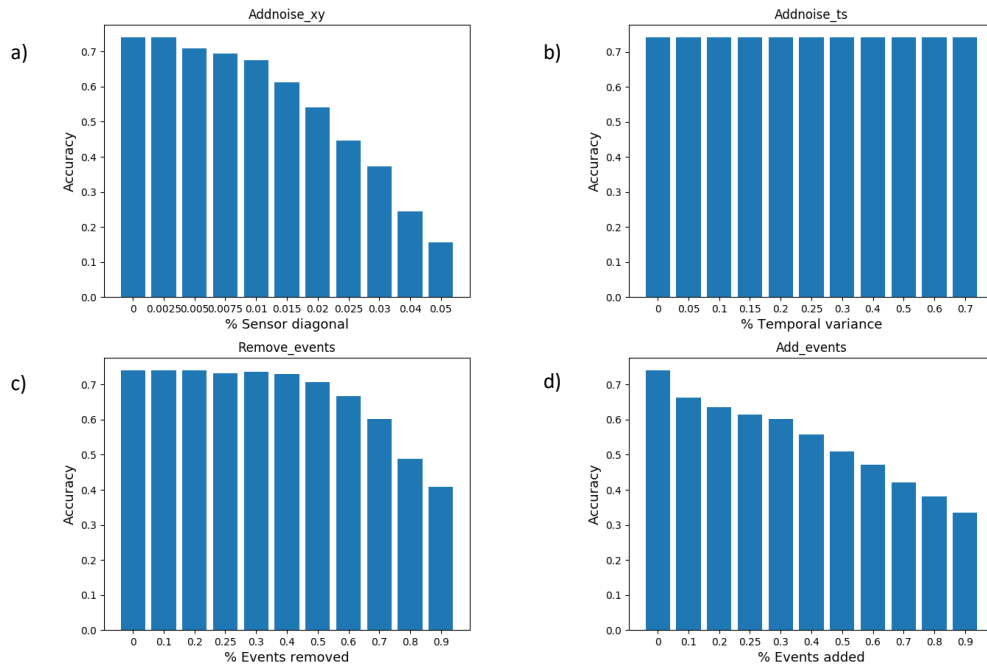 a)
Addnoise_xy
Accuracy
0.7
0.6
0.5
0.4
0.3
0.2
0.1
0.0
0 0.0025 0.005 0.0075 0.01 0.015 0.02 0.025 0.03 0.04 0.05
% Sensor diagonal
b)
Addnoise_ts
Accuracy
0.7
0.6
0.5
0.4
0.3
0.2
0.1
0.0
0 0.05 0.1 0.15 0.2 0.25 0.3 0.4 0.5 0.6 0.7
% Temporal variance
c)
Remove_events
Accuracy
0.7
0.6
0.5
0.4
0.3
0.2
0.1
0.0
0 0.1 0.2 0.25 0.3 0.4 0.5 0.6 0.7 0.8 0.9
% Events removed
d)
Add_events
Accuracy
0.7
0.6
0.5
0.4
0.3
0.2
0.1
0.0
0 0.1 0.2 0.25 0.3 0.4 0.5 0.6 0.7 0.8 0.9
% Events added